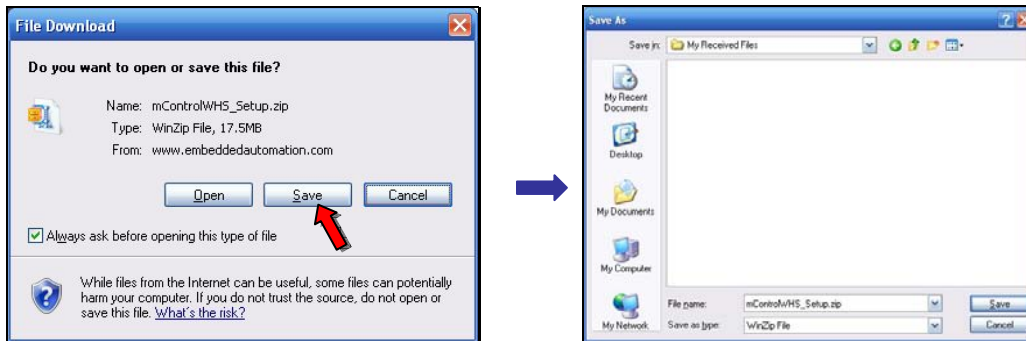 File Download
Do you want to open or save this file?
Name: mControlWHS_Setup.zip
Type: WinZip File, 17.5MB
From: www.embeddedautomation.com
Open Save Cancel
Always ask before opening this type of file
While files from the Internet can be useful, some files can potentially
harm your computer. If you do not trust the source, do not open or
save this file. What's the risk?
Save As
Save in: My Received Files
My Recent
Documents
Desktop
My Documents
My Computer
My Network
File name: mControlWHS_Setup.zip Save
Save as type: WinZip File Cancel